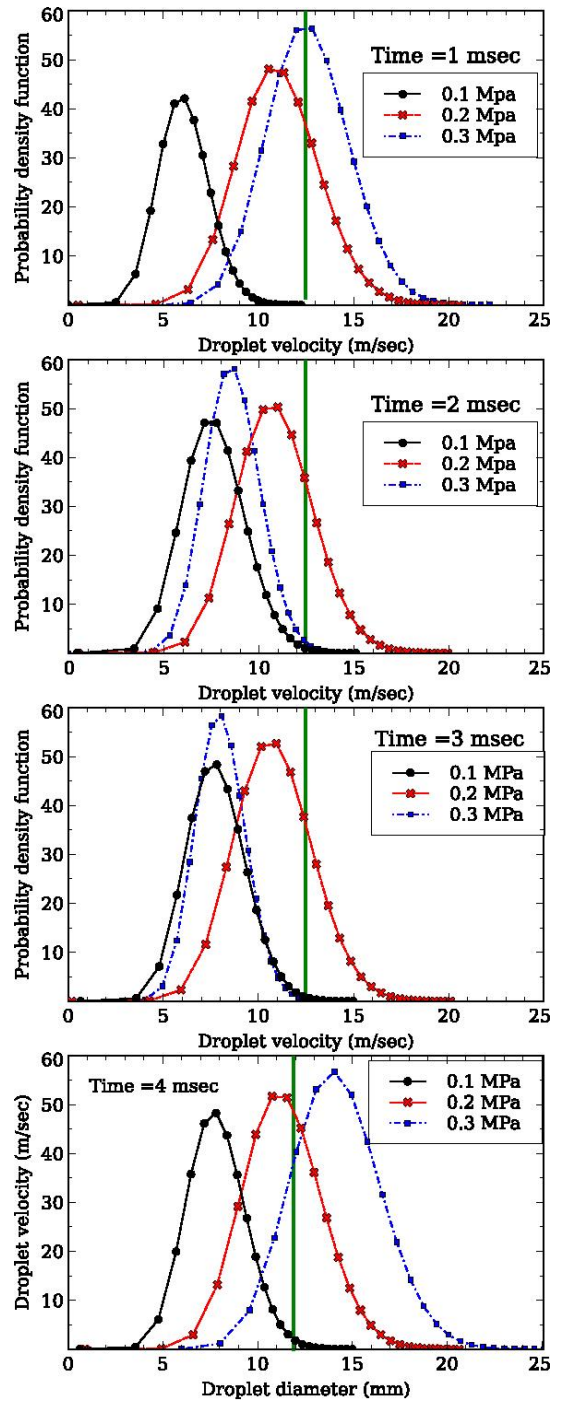 Probability density function
60
50
40
30
20
10
Time =1 msec
0.1 Mpa
0.2 Mpa
0.3 Mpa
0 5 10 15 20 25
Droplet velocity (m/sec)
Probability density function
60
50
40
30
20
10
Time =2 msec
0.1 Mpa
0.2 Mpa
0.3 Mpa
0 5 10 15 20 25
Droplet velocity (m/sec)
Probability density function
60
50
40
30
20
10
Time =3 msec
0.1 MPa
0.2 MPa
0.3 MPa
0 5 10 15 20 25
Droplet velocity (m/sec)
Droplet velocity (m/sec)
60
50
40
30
20
10
Time =4 msec
0.1 MPa
0.2 MPa
0.3 MPa
0 5 10 15 20 25
Droplet diameter (mm)